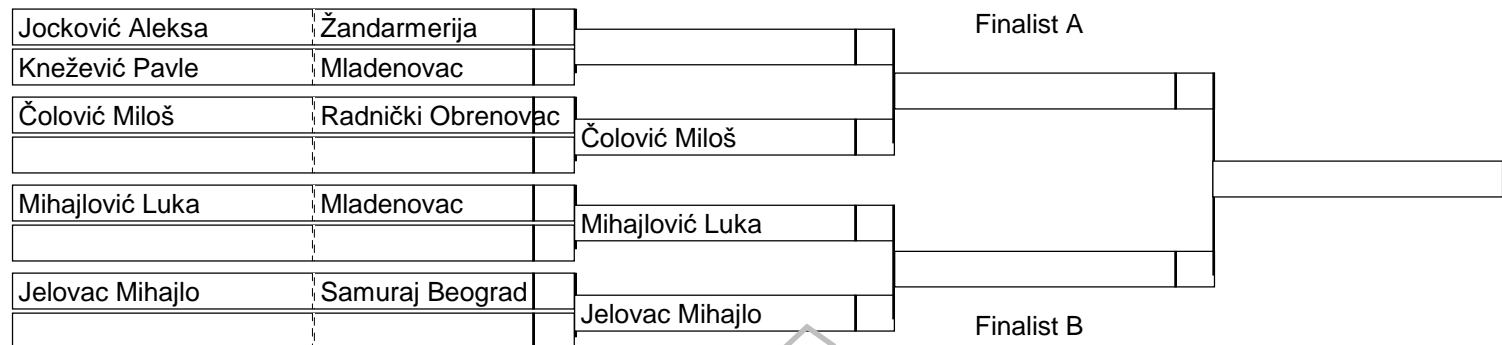 Finalist A
Jocković Aleksa Žandarmerija
Knežević Pavle Mladenovac
Čolović Miloš Radnički Obrenovac
Čolović Miloš
Mihajlović Luka Mladenovac
Mihajlović Luka
Jelovac Mihajlo Samuraj Beograd
Jelovac Mihajlo
Finalist B